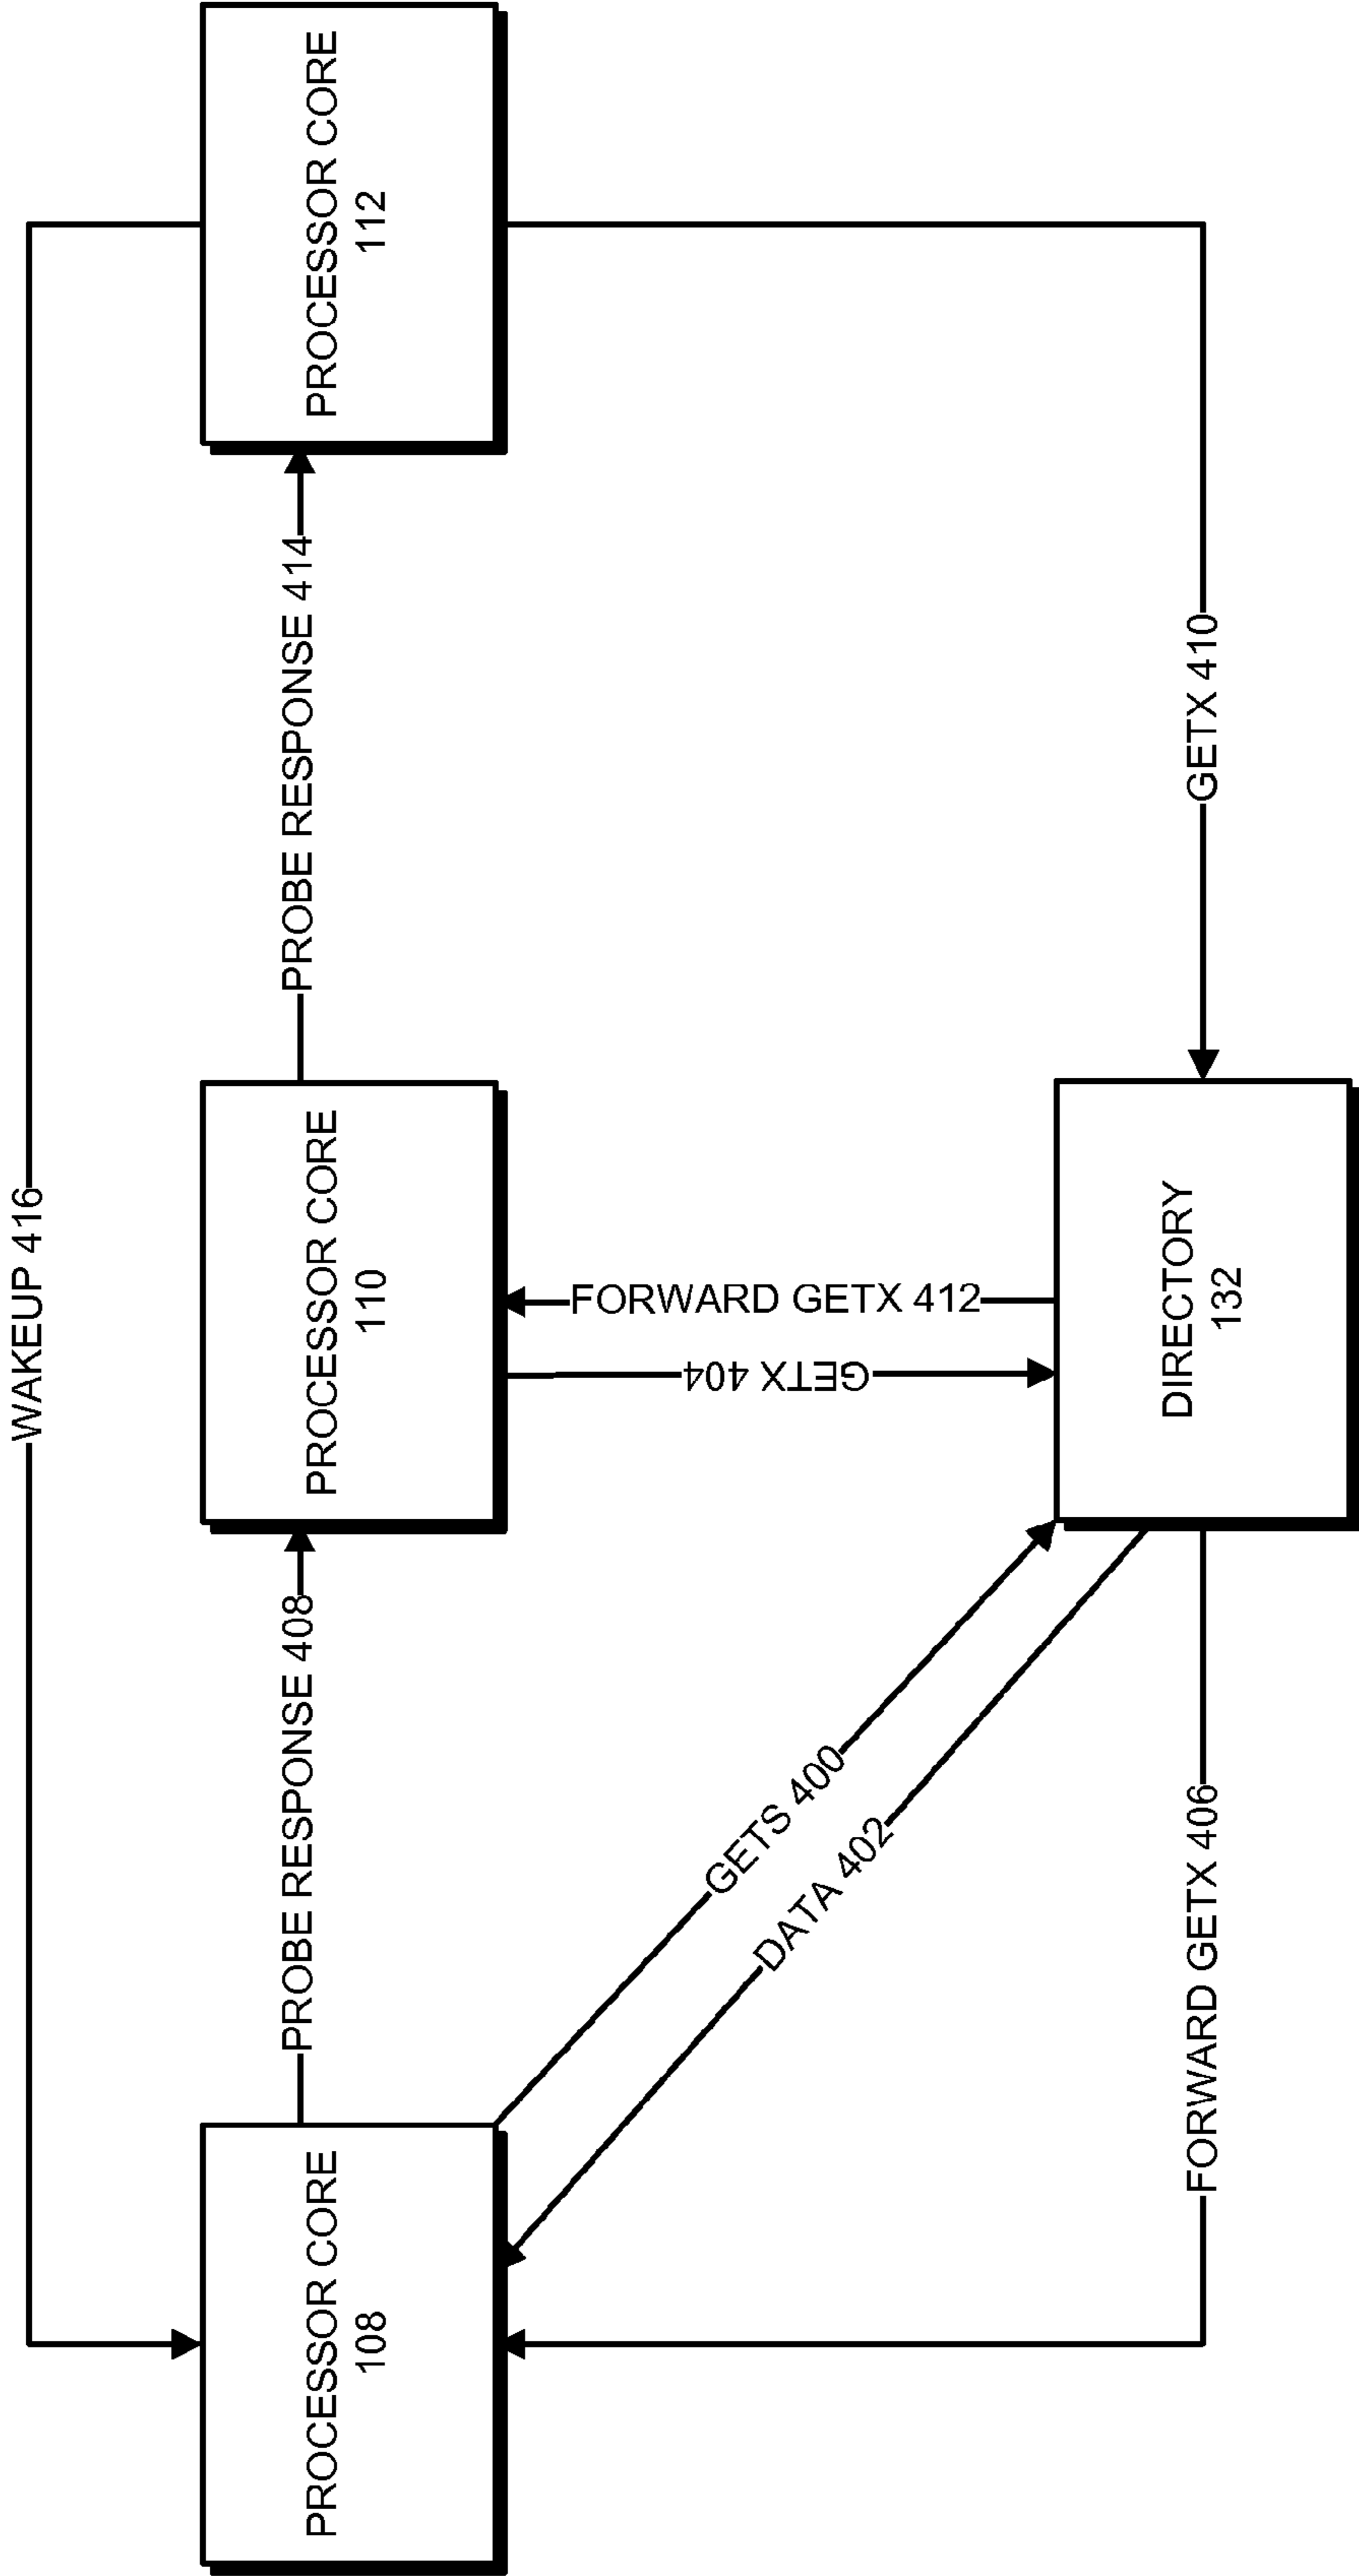 WAKEUP 416
PROCESSOR CORE
108
PROBE RESPONSE 408
PROCESSOR CORE
110
PROBE RESPONSE 414
PROCESSOR CORE
112
GETS 400
DATA 402
GETX 404
FORWARD GETX 412
FORWARD GETX 406
DIRECTORY
132
GETX 410